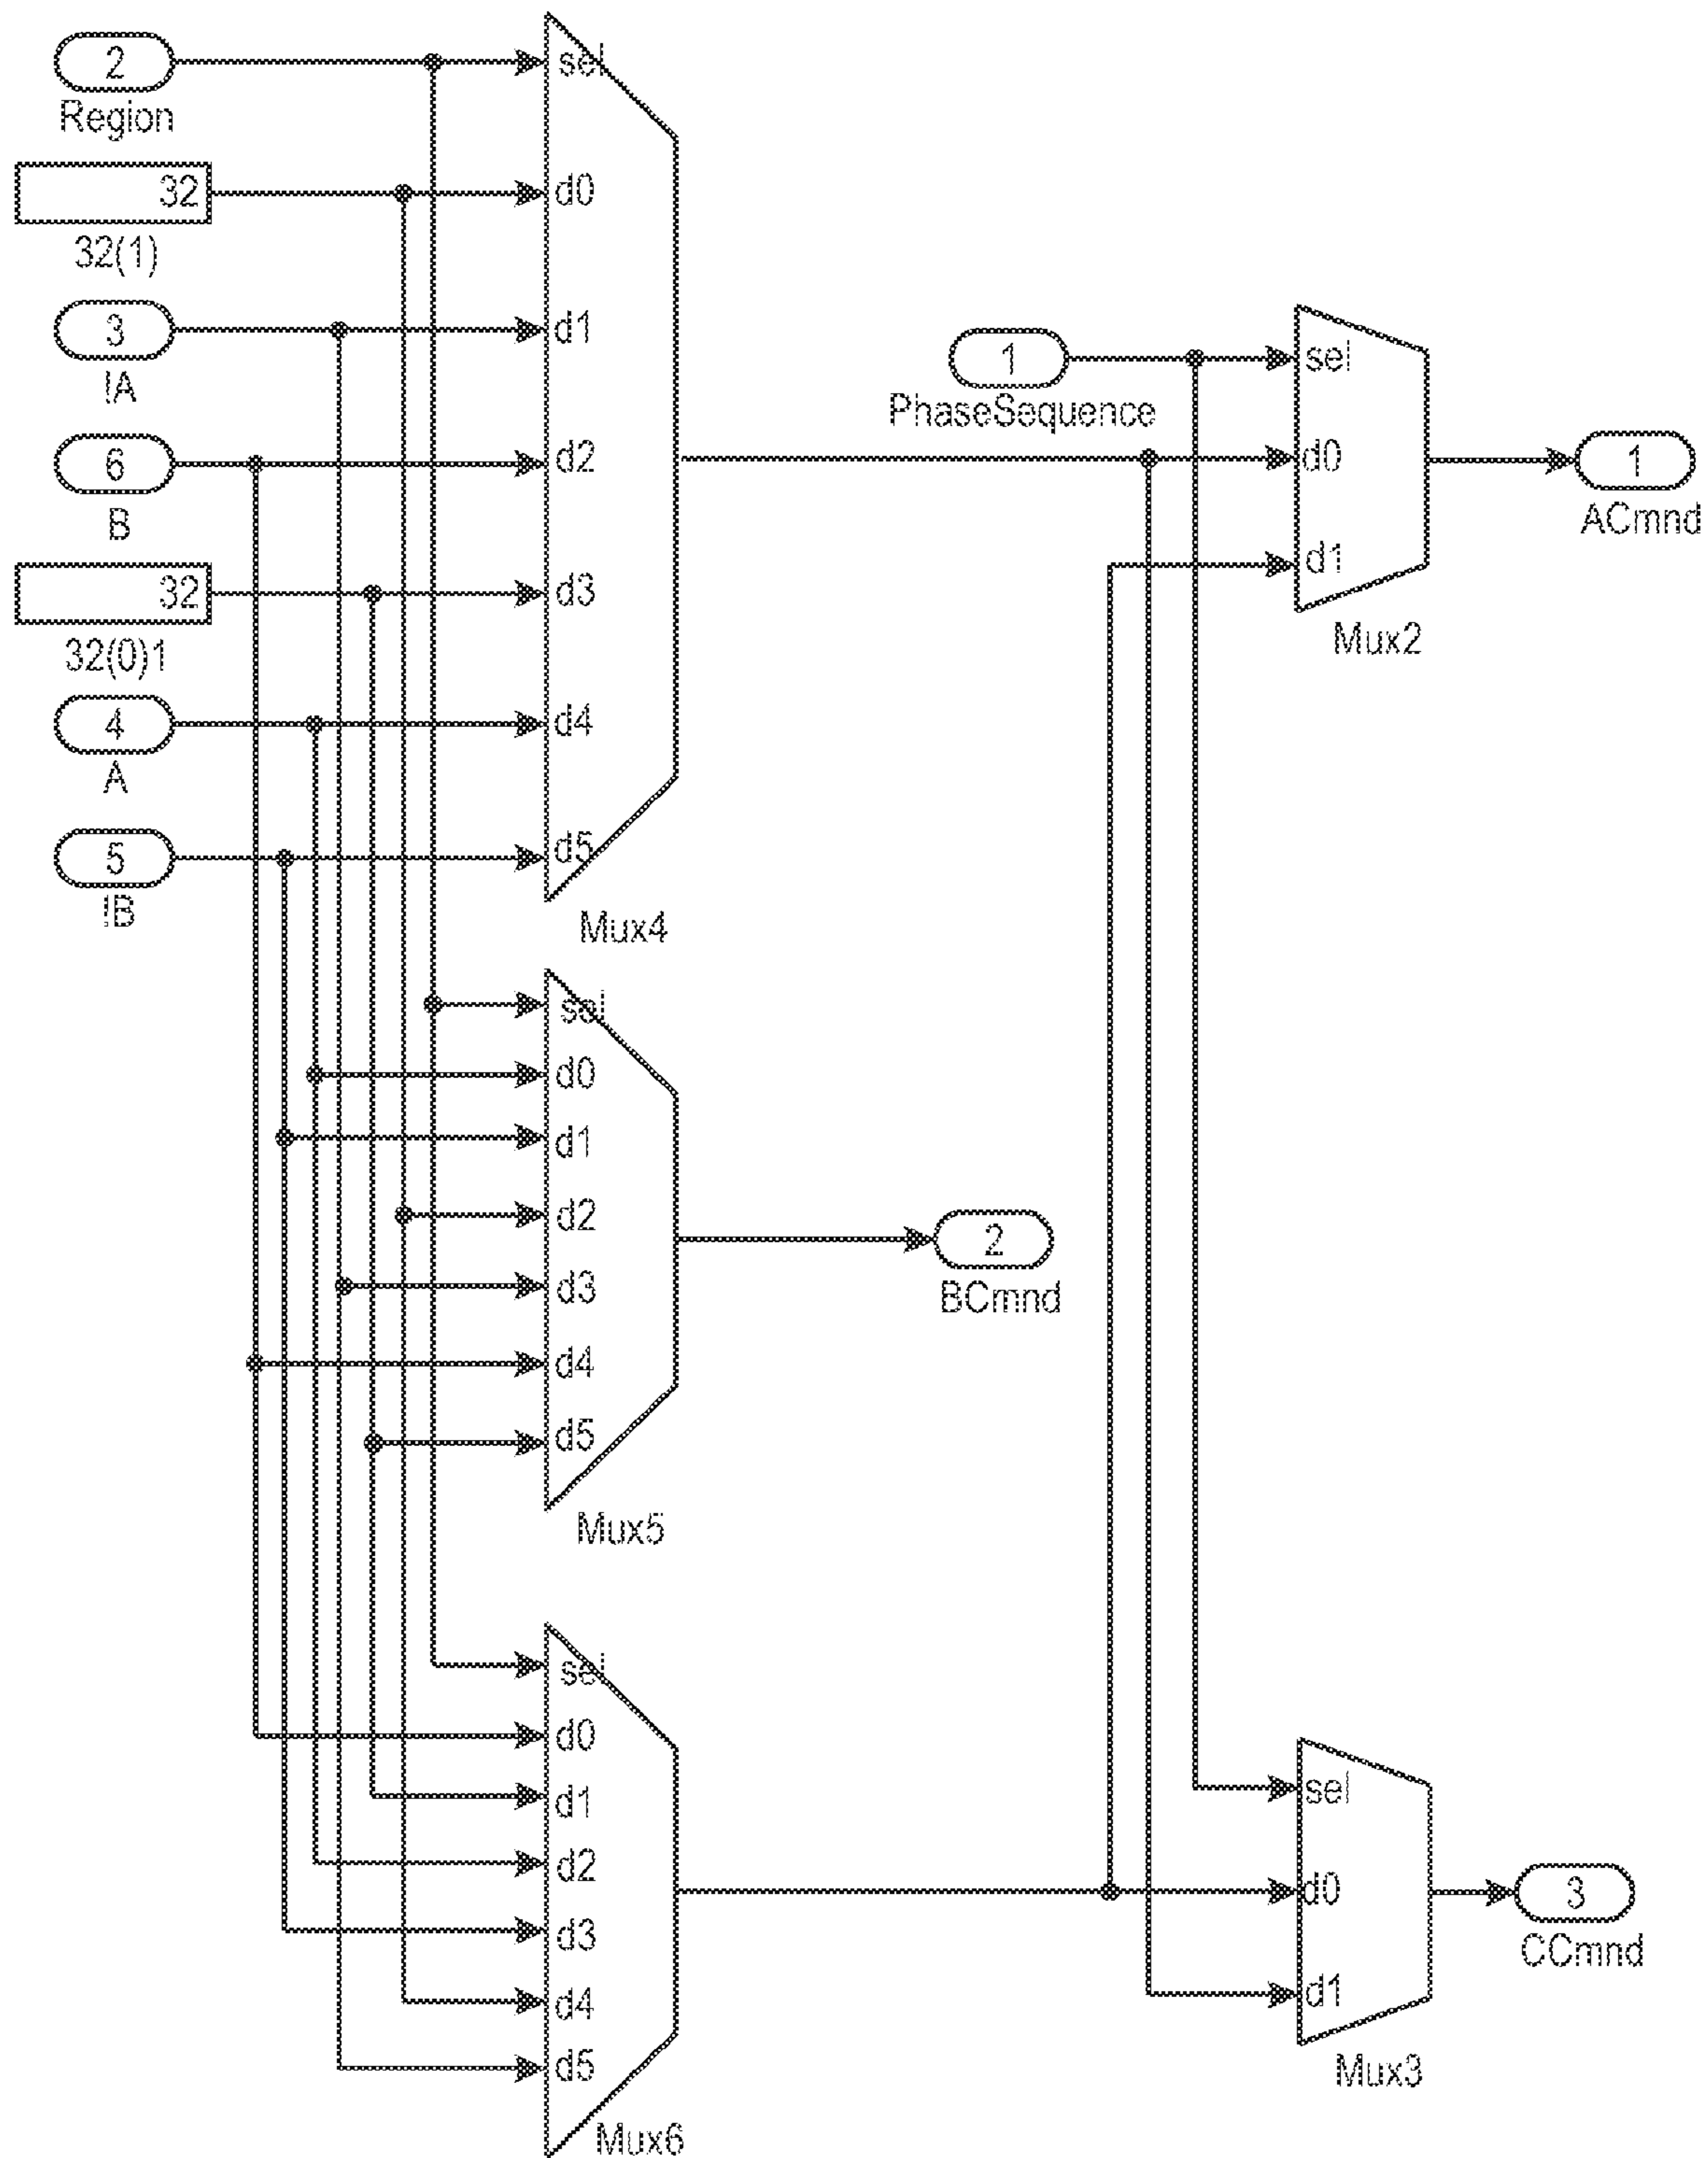 2
Region
32
32(1)
3
!A
6
B
32
32(0)1
4
A
5
!B
sel
d0
d1
d2
d3
d4
d5
Mux4
1
PhaseSequence
sel
d0
d1
Mux2
1
ACmnd
sel
d0
d1
d2
d3
d4
d5
Mux5
2
BCmnd
sel
d0
d1
d2
d3
d4
d5
Mux6
sel
d0
d1
Mux3
3
CCmnd